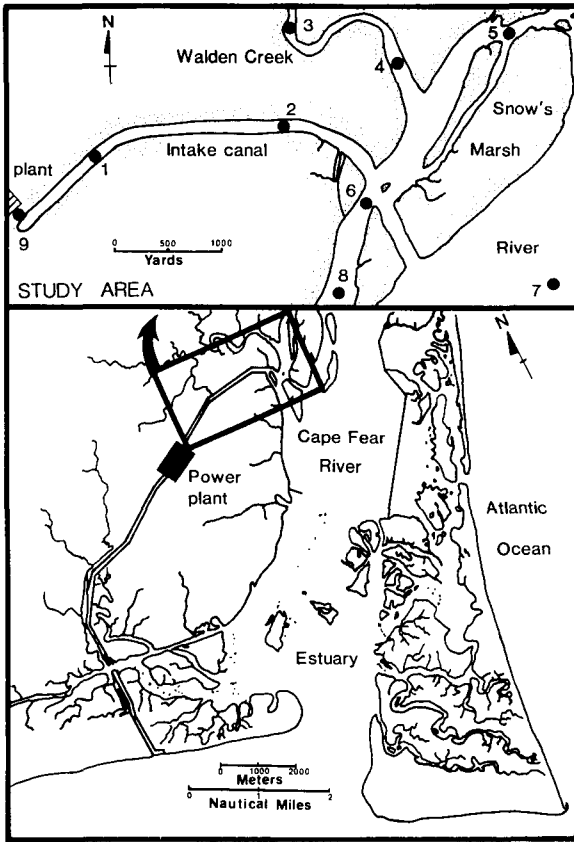 N
3
Walden Creek
4
5
2
Snow's
Marsh
Intake canal
plant
1
6
9
0 500 1000
Yards
River
8
7
STUDY AREA
N
Cape Fear
River
Power
plant
Atlantic
Ocean
Estuary
0 1000 2000
Meters
0 1 2
Nautical Miles